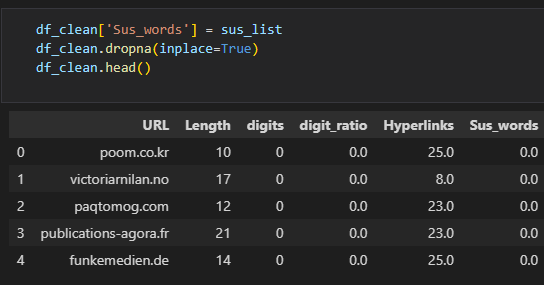 df_clean['Sus_words'] = sus_list
df_clean.dropna(inplace=True)
df_clean.head()
URL Length digits digit_ratio Hyperlinks Sus_words
0 poom.co.kr 10 0 0.0 25.0 0.0
1 victoriarnilan.no 17 0 0.0 8.0 0.0
2 paqtomog.com 12 0 0.0 23.0 0.0
3 publications-agora.fr 21 0 0.0 23.0 0.0
4 funkemedien.de 14 0 0.0 25.0 0.0